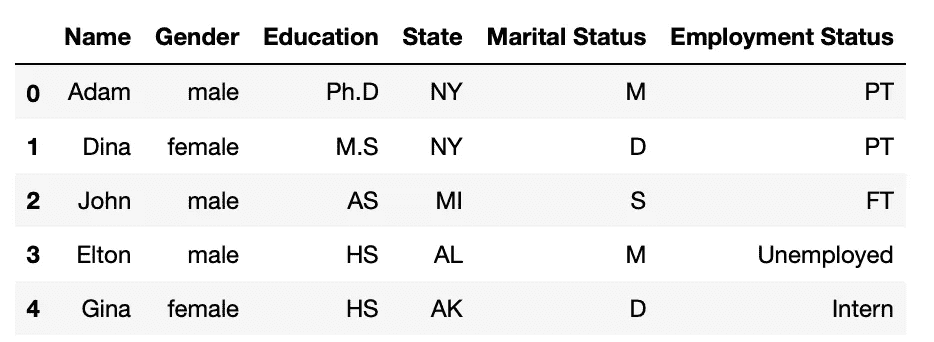 Name Gender Education State Marital Status Employment Status
0 Adam male Ph.D NY M PT
1 Dina female M.S NY D PT
2 John male AS MI S FT
3 Elton male HS AL M Unemployed
4 Gina female HS AK D Intern